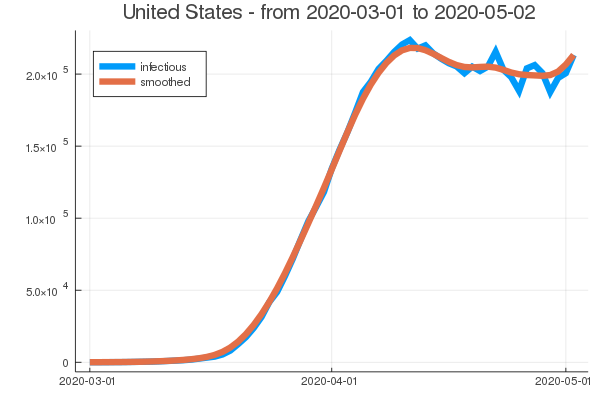 United States - from 2020-03-01 to 2020-05-02
infectious
smoothed
2.0×10⁵
1.5×10⁵
1.0×10⁵
5.0×10⁴
0
2020-03-01 2020-04-01 2020-05-01